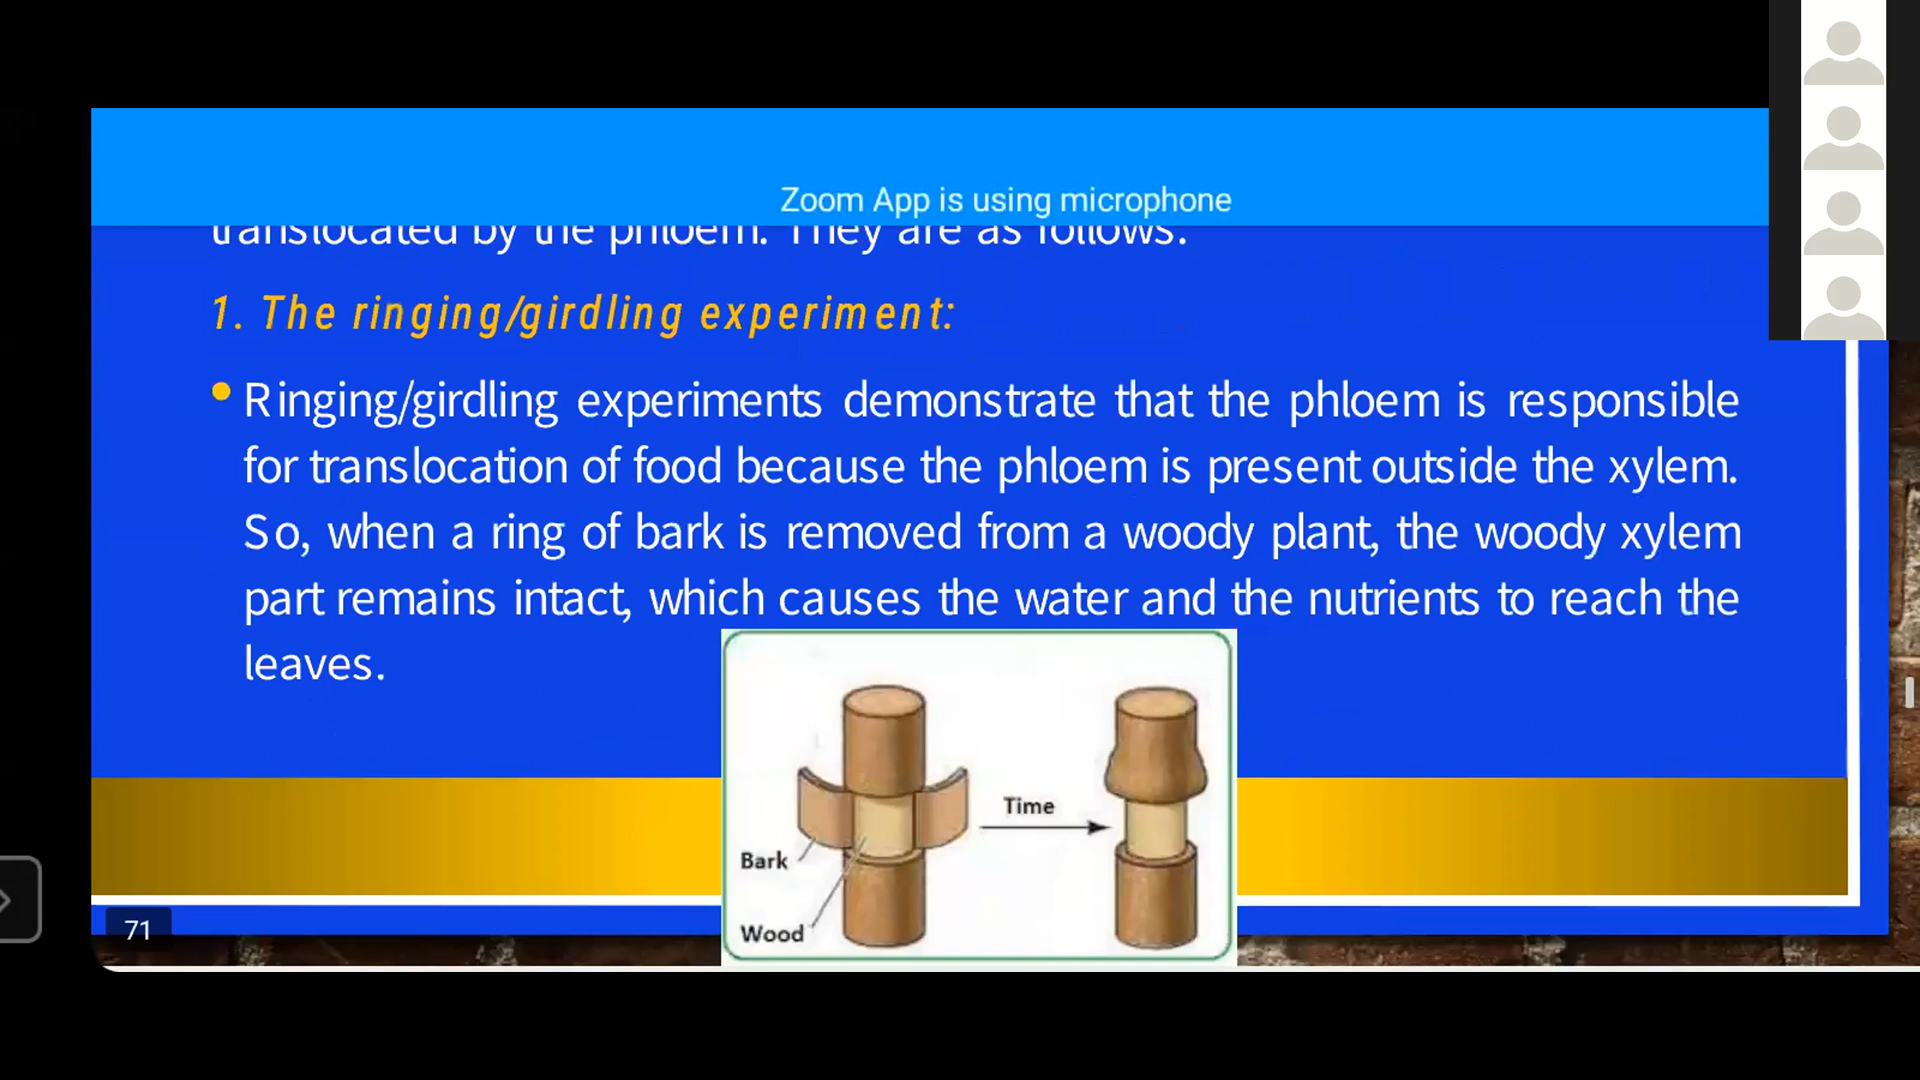 Zoom App is using microphone
translocated by the phloem. They are as follows:
1. The ringing/girdling experiment:
Ringing/girdling experiments demonstrate that the phloem is responsible
for translocation of food because the phloem is present outside the xylem.
So, when a ring of bark is removed from a woody plant, the woody xylem
part remains intact, which causes the water and the nutrients to reach the
leaves.
Time
Bark
Wood
71